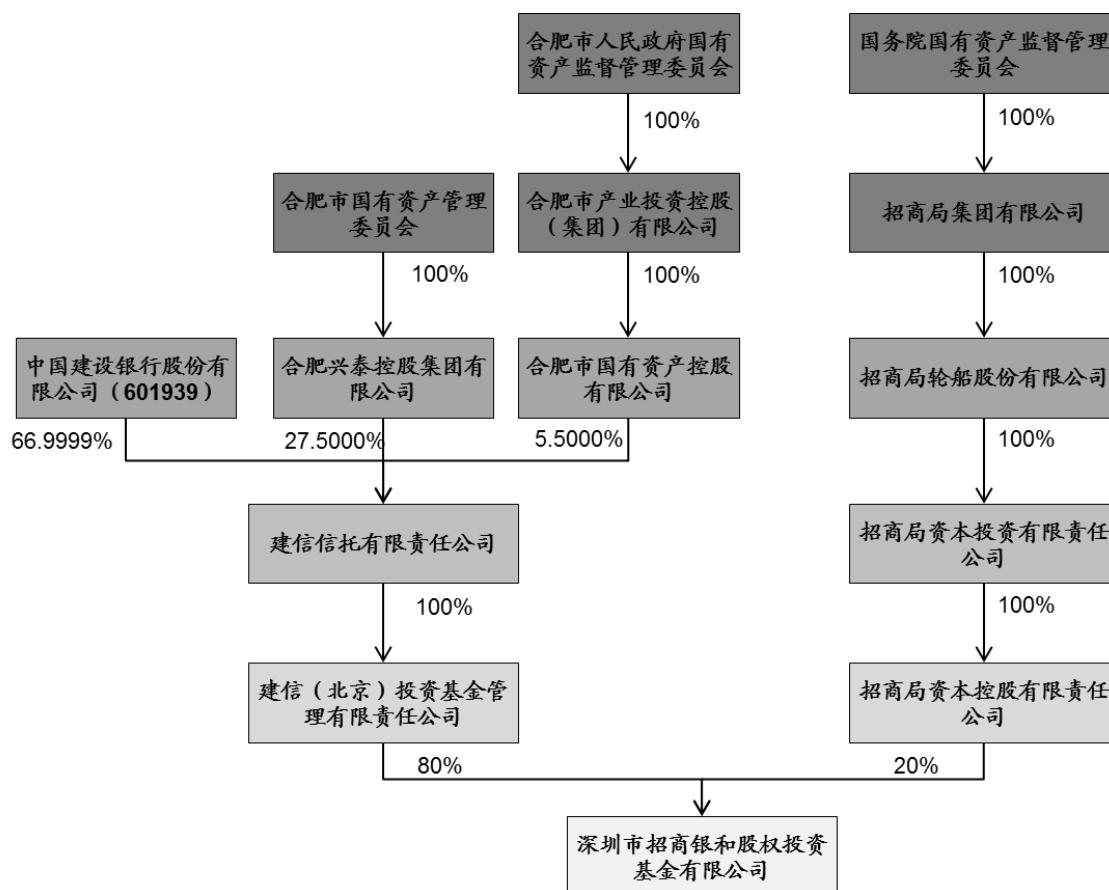 合肥市人民政府国有
资产监督管理委员会
国务院国有资产监督管理
委员会
100%
100%
合肥市国有资产管理
委员会
合肥市产业投资控股
（集团）有限公司
招商局集团有限公司
100%
100%
100%
中国建设银行股份有
限公司（601939）
合肥兴泰控股集团有
限公司
合肥市国有资产控股
有限公司
招商局轮船股份有限公司
66.9999%
27.5000%
5.5000%
100%
建信信托有限责任公司
招商局资本投资有限责任
公司
100%
100%
建信（北京）投资基金管
理有限责任公司
招商局资本控股有限责任
公司
80%
20%
深圳市招商银和股权投资
基金有限公司